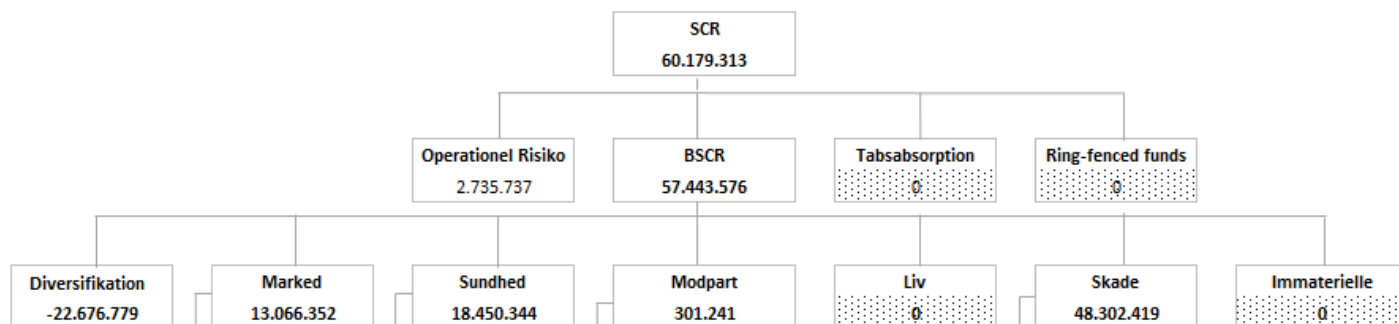 SCR
60.179.313
Operationel Risiko
2.735.737
BSCR
57.443.576
Tabsabsorption
0
Ring-fenced funds
0
Diversifikation
-22.676.779
Marked
13.066.352
Sundhed
18.450.344
Modpart
301.241
Liv
0
Skade
48.302.419
Immaterielle
0